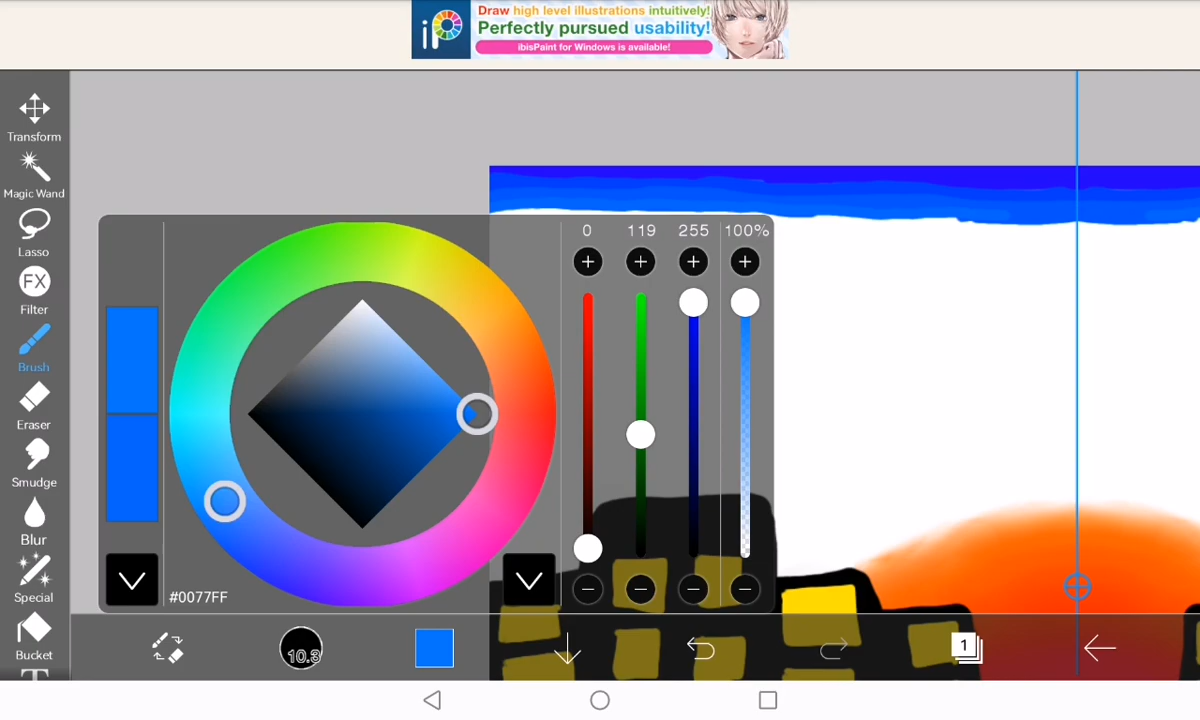 iP
Draw high level illustrations intuitively!
Perfectly pursued usability!
ibisPaint for Windows is available!
Transform
Magic Wand
Lasso
FX
Filter
Brush
Eraser
Smudge
Blur
Special
Bucket
T
0 119 255 100%
#0077FF
10.3
1